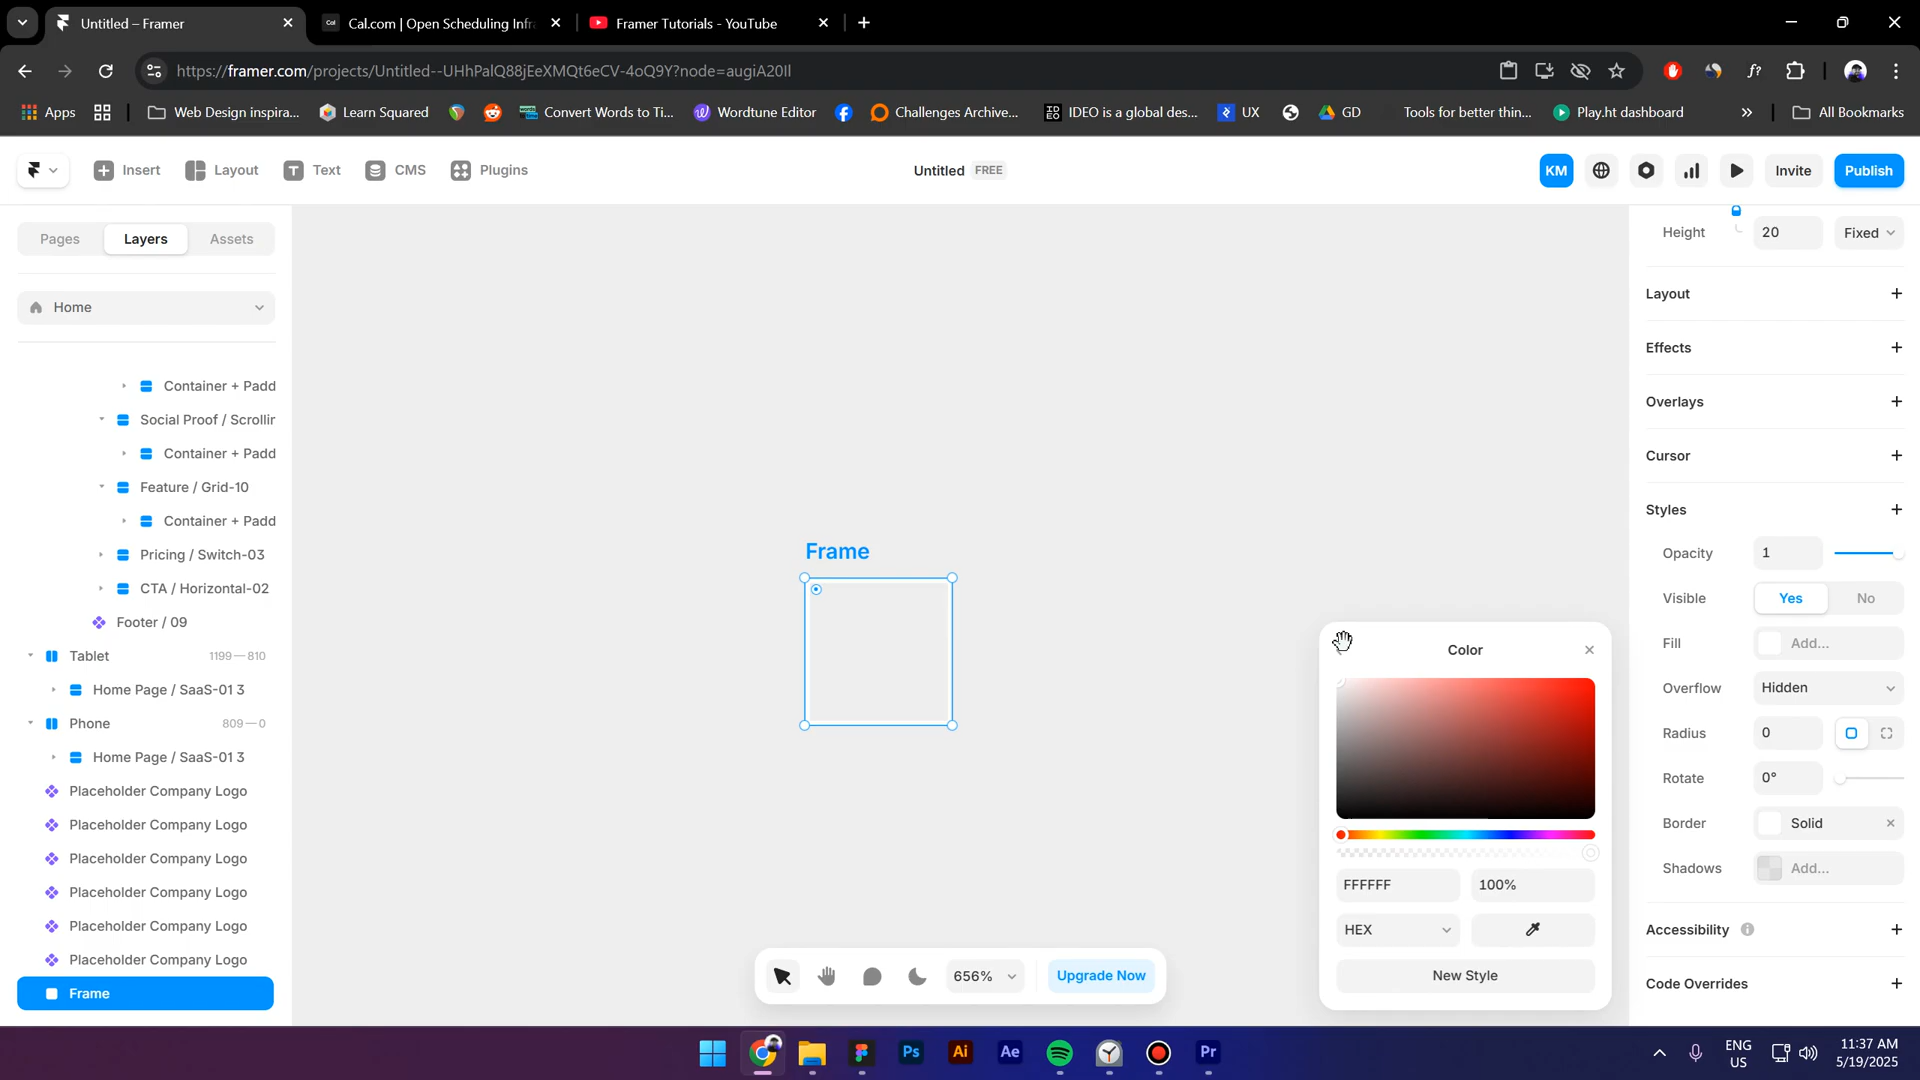 Untitled – Framer
Cal.com | Open Scheduling Infr
Framer Tutorials - YouTube
https://framer.com/projects/Untitled--UHhPalQ88jEeXMQt6eCV-4oQ9Y?node=augiA20Il
Apps
Web Design inspira...
Learn Squared
Convert Words to Ti...
Wordtune Editor
Challenges Archive...
IDEO is a global des...
UX
GD
Tools for better thin...
Play.ht dashboard
All Bookmarks
Insert
Layout
Text
CMS
Plugins
Untitled FREE
KM
Invite
Publish
Pages
Layers
Assets
Home
Container + Padd
Social Proof / Scrollin
Container + Padd
Feature / Grid-10
Container + Padd
Pricing / Switch-03
CTA / Horizontal-02
Footer / 09
Tablet 1199—810
Home Page / SaaS-01 3
Phone 809—0
Home Page / SaaS-01 3
Placeholder Company Logo
Placeholder Company Logo
Placeholder Company Logo
Placeholder Company Logo
Placeholder Company Logo
Placeholder Company Logo
Frame
Frame
656%
Upgrade Now
Color
FFFFFF 100%
HEX
New Style
Height 20 Fixed
Layout
Effects
Overlays
Cursor
Styles
Opacity 1
Visible Yes No
Fill Add...
Overflow Hidden
Radius 0
Rotate 0°
Border Solid
Shadows Add...
Accessibility
Code Overrides
Ps
Ai
Ae
Pr
ENG
US
11:37 AM
5/19/2025